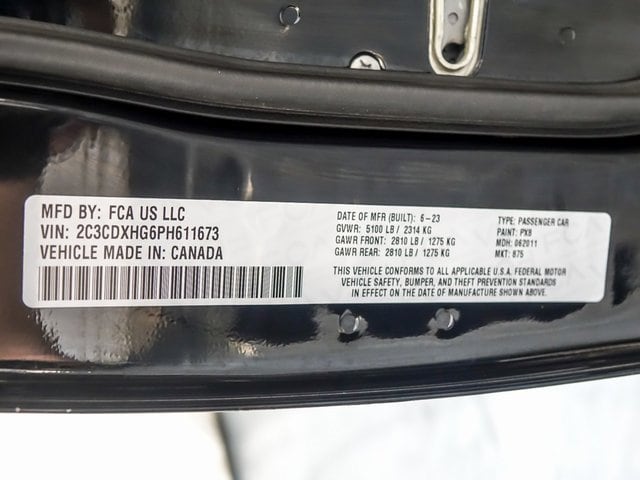 MFD BY: FCA US LLC
VIN: 2C3CDXHG6PH611673
VEHICLE MADE IN: CANADA
DATE OF MFR (BUILT): 6-23
GVWR: 5100 LB / 2314 KG
GAWR FRONT: 2810 LB / 1275 KG
GAWR REAR: 2810 LB / 1275 KG
TYPE: PASSENGER CAR
PAINT: PX8
MDH: 062011
MKT: 875
THIS VEHICLE CONFORMS TO ALL APPLICABLE U.S.A. FEDERAL MOTOR
VEHICLE SAFETY, BUMPER, AND THEFT PREVENTION STANDARDS
IN EFFECT ON THE DATE OF MANUFACTURE SHOWN ABOVE.